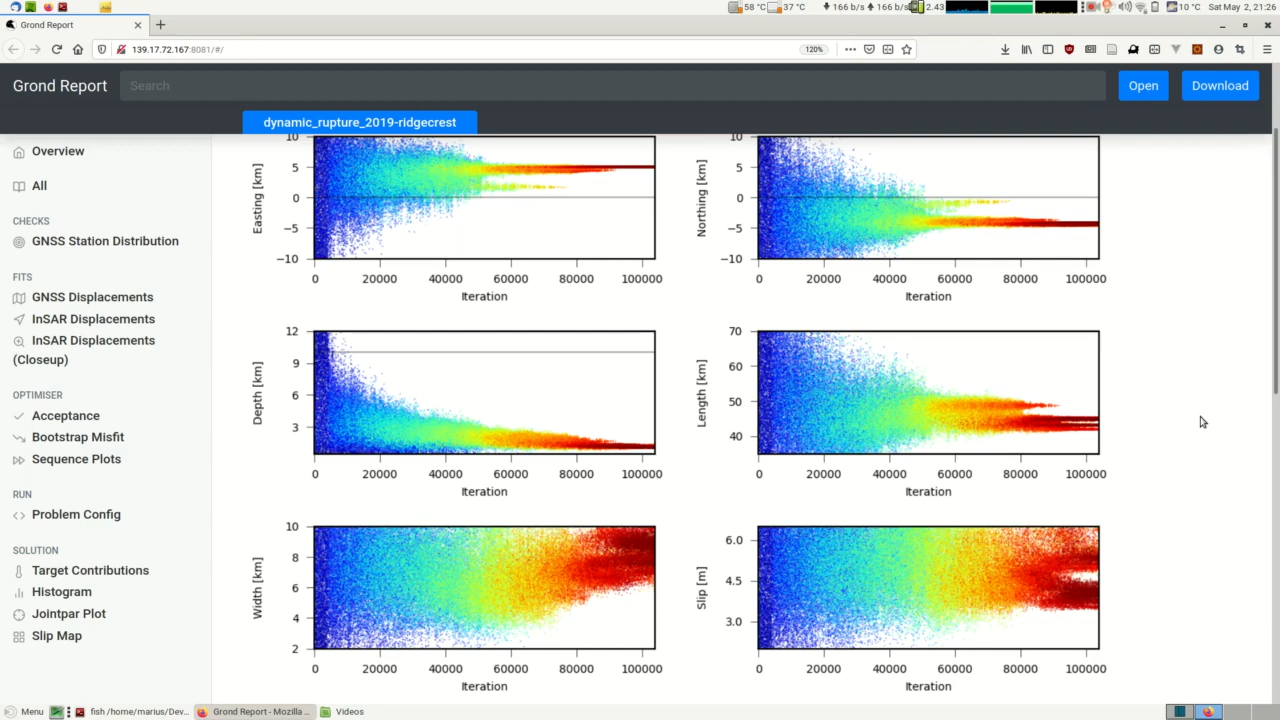 58 °C 37 °C 166 b/s 166 b/s 2.43 10 °C Sat May 2, 21:26
Grond Report
139.17.72.167:8081/#/ 120%
Grond Report Search Open Download
dynamic_rupture_2019-ridgecrest
Overview
All
CHECKS
GNSS Station Distribution
FITS
GNSS Displacements
InSAR Displacements
InSAR Displacements
(Closeup)
OPTIMISER
Acceptance
Bootstrap Misfit
Sequence Plots
RUN
Problem Config
SOLUTION
Target Contributions
Histogram
Jointpar Plot
Slip Map
Easting [km]
10
5
0
−5
−10
0 20000 40000 60000 80000 100000
Iteration
Northing [km]
10
5
0
−5
−10
0 20000 40000 60000 80000 100000
Iteration
Depth [km]
12
9
6
3
0 20000 40000 60000 80000 100000
Iteration
Length [km]
70
60
50
40
0 20000 40000 60000 80000 100000
Iteration
Width [km]
10
8
6
4
2
0 20000 40000 60000 80000 100000
Iteration
Slip [m]
6.0
4.5
3.0
0 20000 40000 60000 80000 100000
Iteration
Menu fish /home/marius/Dev... Grond Report - Mozilla ... Videos